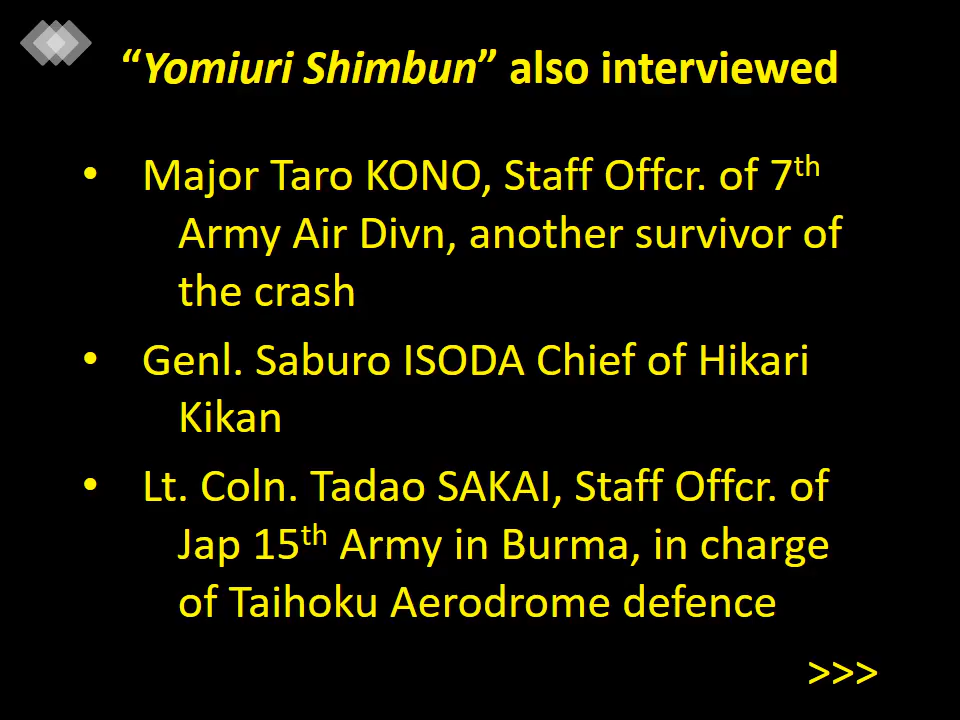 “Yomiuri Shimbun” also interviewed
• Major Taro KONO, Staff Offcr. of 7th
Army Air Divn, another survivor of
the crash
• Genl. Saburo ISODA Chief of Hikari
Kikan
• Lt. Coln. Tadao SAKAI, Staff Offcr. of
Jap 15th Army in Burma, in charge
of Taihoku Aerodrome defence
>>>